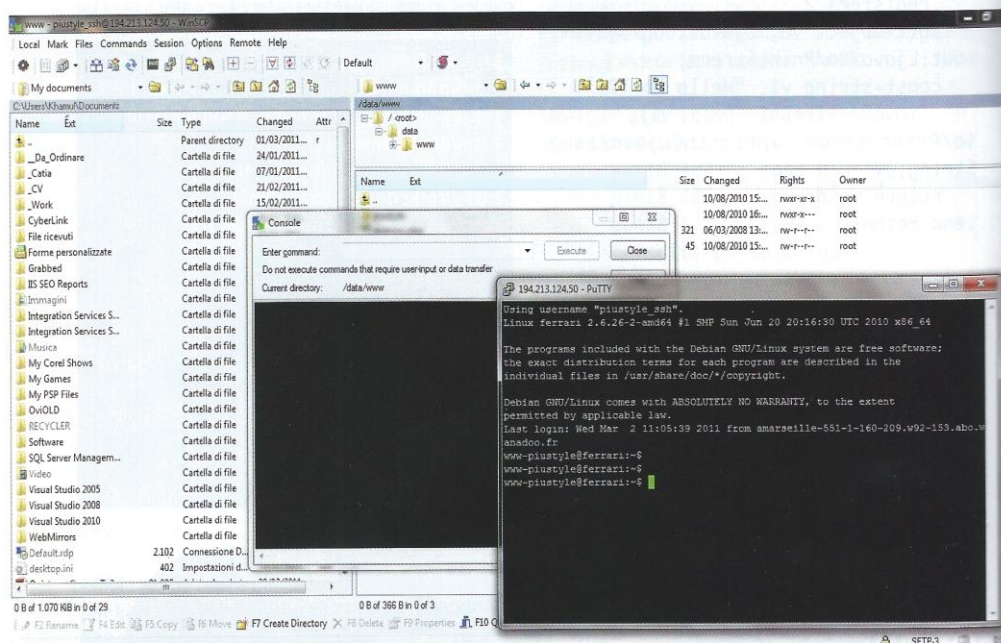 www - piustyle_ssh@194.213.124.50 - WinSCP
Local Mark Files Commands Session Options Remote Help
Default
My documents
www
C:\Users\Khamul\Documents
/data/www
Name Ext Size Type Changed Attr
.. Parent directory 01/03/2011... r
_Da_Ordinare Cartella di file 24/01/2011...
_Catia Cartella di file 07/01/2011...
_CV Cartella di file 21/02/2011...
_Work Cartella di file 15/02/2011...
CyberLink Cartella di file
File ricevuti Cartella di file
Forme personalizzate Cartella di file
Grabbed Cartella di file
IIS SEO Reports Cartella di file
Immagini Cartella di file
Integration Services S... Cartella di file
Integration Services S... Cartella di file
Musica Cartella di file
My Corel Shows Cartella di file
My Games Cartella di file
My PSP Files Cartella di file
OviOLD Cartella di file
RECYCLER Cartella di file
Software Cartella di file
SQL Server Managem... Cartella di file
Video Cartella di file
Visual Studio 2005 Cartella di file
Visual Studio 2008 Cartella di file
Visual Studio 2010 Cartella di file
WebMirrors Cartella di file
Default.rdp 2.102 Connessione D...
desktop.ini 402 Impostazioni d...
/ <root>
data
www
Name Ext Size Changed Rights Owner
.. 10/08/2010 15:... rwxr-xr-x root
10/08/2010 16:... rwxr-x--- root
321 06/03/2008 13:... rw-r--r-- root
45 10/08/2010 15:... rw-r--r-- root
Console
Enter command: Execute Close
Do not execute commands that require user-input or data transfer
Current directory: /data/www
194.213.124.50 - PuTTY
Using username "piustyle_ssh".
Linux ferrari 2.6.26-2-amd64 #1 SMP Sun Jun 20 20:16:30 UTC 2010 x86_64
The programs included with the Debian GNU/Linux system are free software;
the exact distribution terms for each program are described in the
individual files in /usr/share/doc/*/copyright.
Debian GNU/Linux comes with ABSOLUTELY NO WARRANTY, to the extent
permitted by applicable law.
Last login: Wed Mar 2 11:05:39 2011 from amarseille-551-1-160-209.w92-153.abo.w
anadoo.fr
www-piustyle@ferrari:~$
www-piustyle@ferrari:~$
www-piustyle@ferrari:~$
0 B of 1.070 KiB in 0 of 29
0 B of 366 B in 0 of 3
F2 Rename F4 Edit F5 Copy F6 Move F7 Create Directory F8 Delete F9 Properties F10 Q
SFTP-3